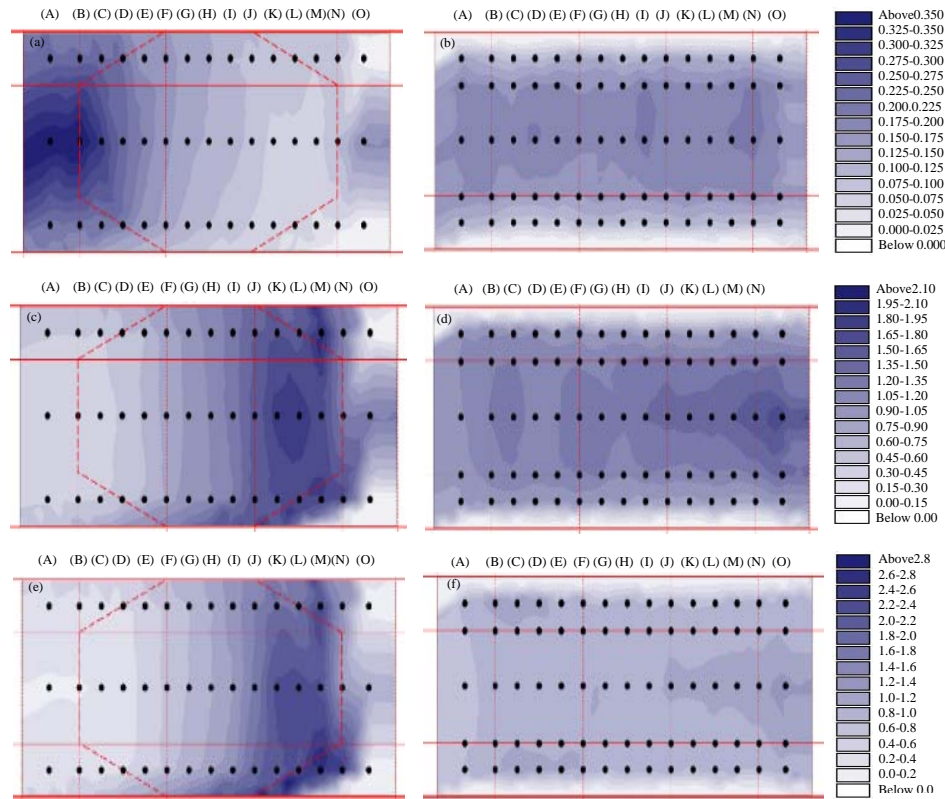 (A) (B) (C) (D) (E) (F) (G) (H) (I) (J) (K) (L) (M) (N) (O)
(A) (B) (C) (D) (E) (F) (G) (H) (I) (J) (K) (L) (M) (N) (O)
(a)
(b)
Above0.350
0.325-0.350
0.300-0.325
0.275-0.300
0.250-0.275
0.225-0.250
0.200.0.225
0.175-0.200
0.150-0.175
0.125-0.150
0.100-0.125
0.075-0.100
0.050-0.075
0.025-0.050
0.000-0.025
Below 0.000
(A) (B) (C) (D) (E) (F) (G) (H) (I) (J) (K) (L) (M) (N) (O)
(A) (B) (C) (D) (E) (F) (G) (H) (I) (J) (K) (L) (M) (N)
(c)
(d)
Above2.10
1.95-2.10
1.80-1.95
1.65-1.80
1.50-1.65
1.35-1.50
1.20-1.35
1.05-1.20
0.90-1.05
0.75-0.90
0.60-0.75
0.45-0.60
0.30-0.45
0.15-0.30
0.00-0.15
Below 0.00
(A) (B) (C) (D) (E) (F) (G) (H) (I) (J) (K) (L) (M) (N) (O)
(A) (B) (C) (D) (E) (F) (G) (H) (I) (J) (K) (L) (M) (N) (O)
(e)
(f)
Above2.8
2.6-2.8
2.4-2.6
2.2-2.4
2.0-2.2
1.8-2.0
1.6-1.8
1.4-1.6
1.2-1.4
1.0-1.2
0.8-1.0
0.6-0.8
0.4-0.6
0.2-0.4
0.0-0.2
Below 0.0